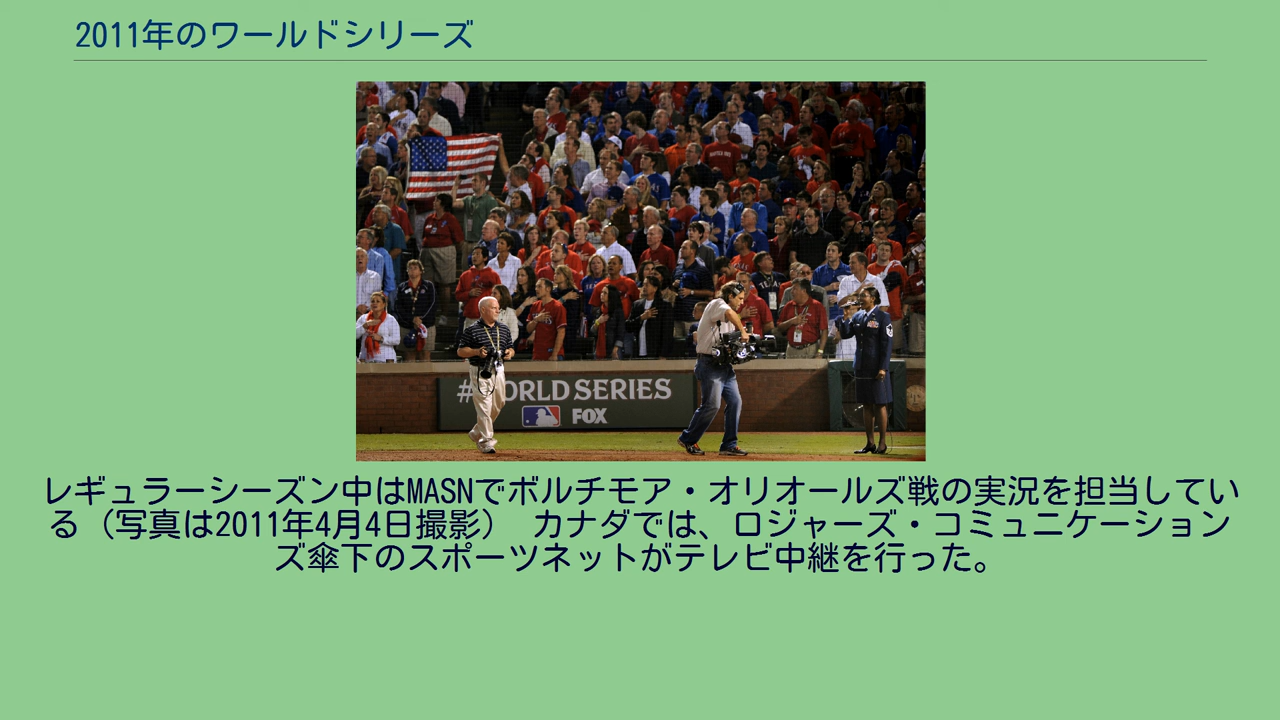 2011年のワールドシリーズ
#WORLD SERIES
FOX
レギュラーシーズン中はMASNでボルチモア・オリオールズ戦の実況を担当してい
る（写真は2011年4月4日撮影） カナダでは、ロジャーズ・コミュニケーション
ズ傘下のスポーツネットがテレビ中継を行った。